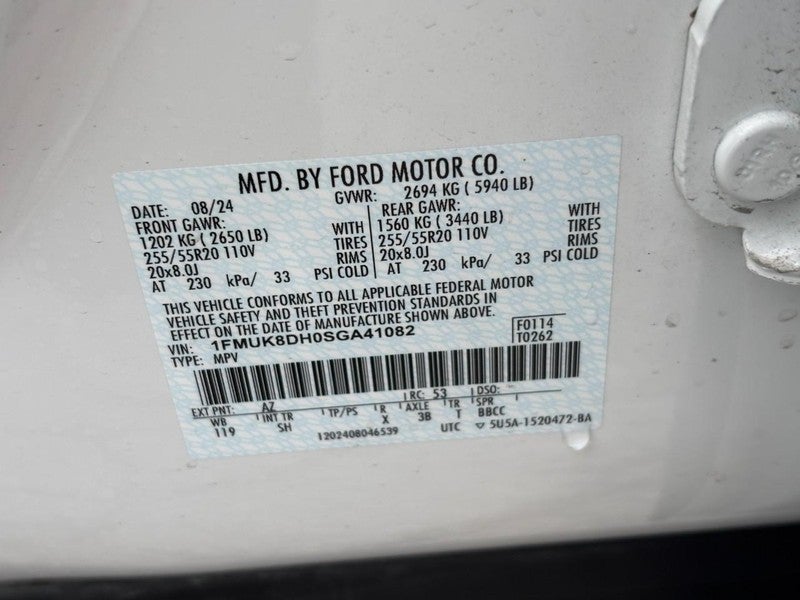 MFD. BY FORD MOTOR CO.
DATE: 08/24 GVWR: 2694 KG ( 5940 LB)
FRONT GAWR: WITH REAR GAWR: WITH
1202 KG ( 2650 LB) TIRES 1560 KG ( 3440 LB) TIRES
255/55R20 110V RIMS 255/55R20 110V RIMS
20x8.0J 20x8.0J
AT 230 kPa/ 33 PSI COLD AT 230 kPa/ 33 PSI COLD
THIS VEHICLE CONFORMS TO ALL APPLICABLE FEDERAL MOTOR
VEHICLE SAFETY AND THEFT PREVENTION STANDARDS IN
EFFECT ON THE DATE OF MANUFACTURE SHOWN ABOVE.
VIN: 1FMUK8DH0SGA41082 F0114
TYPE: MPV T0262
EXT PNT: AZ RC: 53 DSO:
WB INT TR TP/PS R AXLE TR SPR
119 SH X 3B T BBCC
1202408046539 UTC ▽ 5U5A-1520472-BA